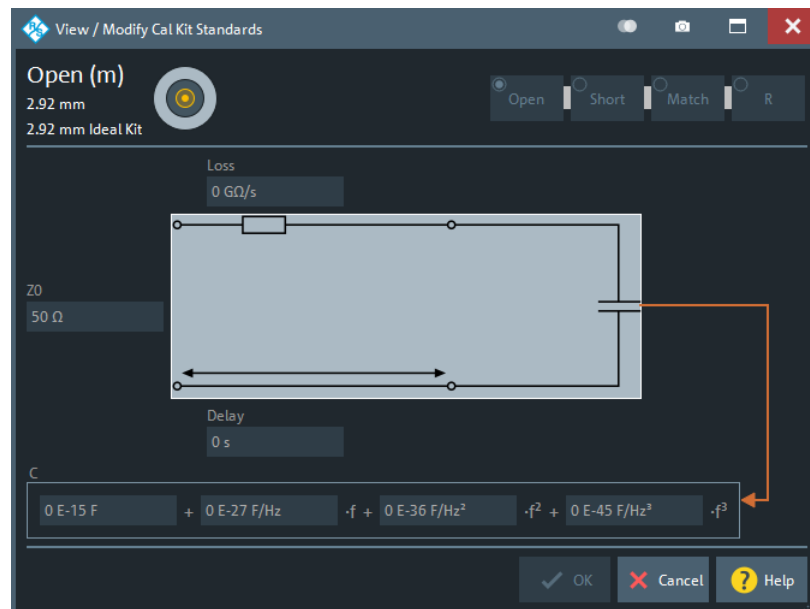 View / Modify Cal Kit Standards
Open (m)
2.92 mm
2.92 mm Ideal Kit
Open Short Match R
Loss
0 GΩ/s
Z0
50 Ω
Delay
0 s
C
0 E-15 F + 0 E-27 F/Hz ·f + 0 E-36 F/Hz² ·f² + 0 E-45 F/Hz³ ·f³
OK Cancel ? Help